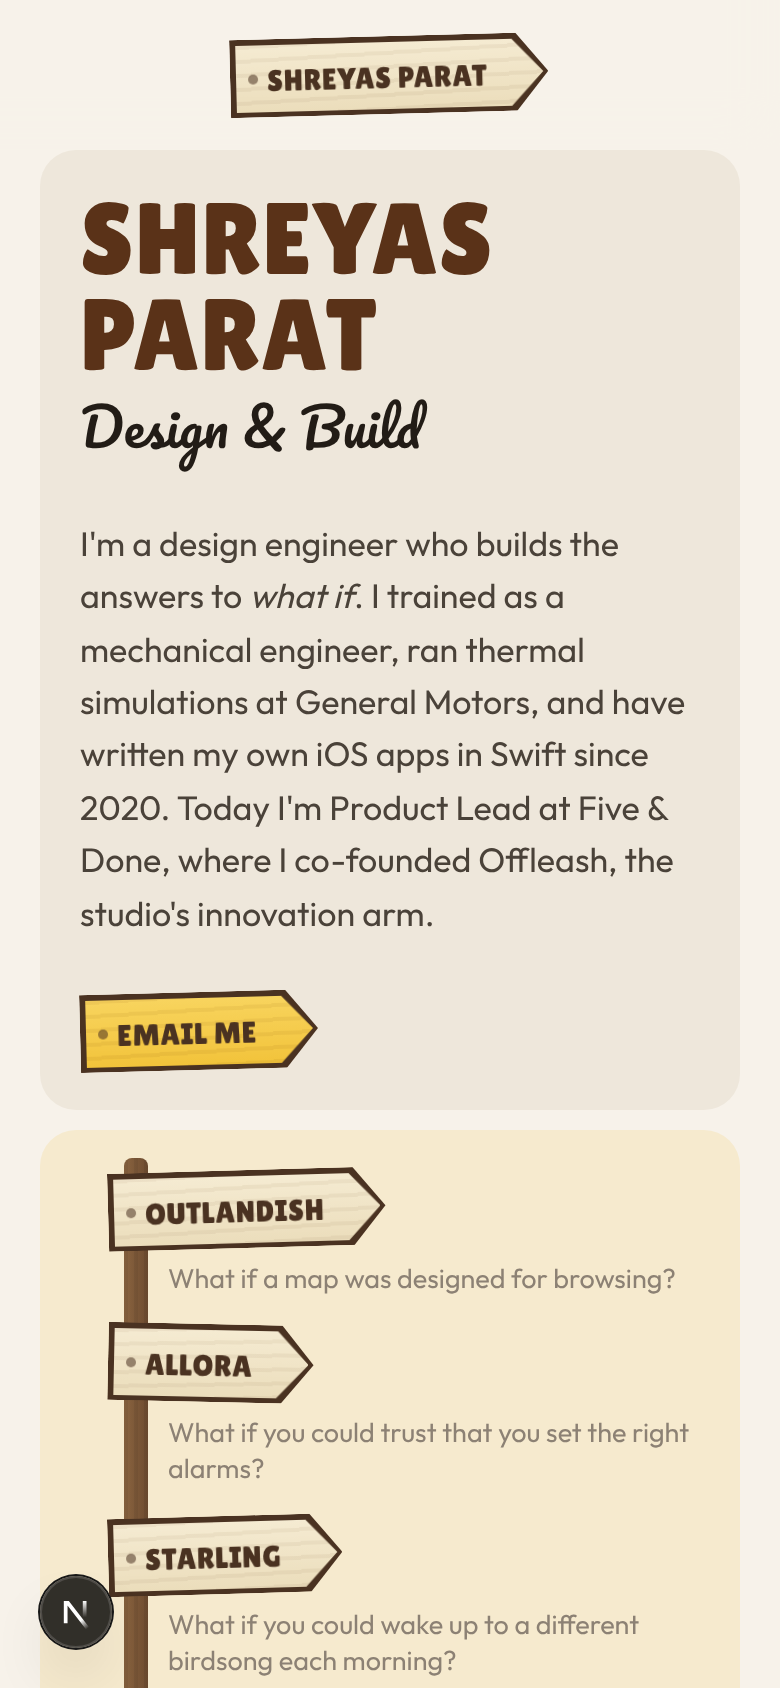 SHREYAS PARAT
SHREYAS
PARAT
Design & Build
I'm a design engineer who builds the
answers to what if. I trained as a
mechanical engineer, ran thermal
simulations at General Motors, and have
written my own iOS apps in Swift since
2020. Today I'm Product Lead at Five &
Done, where I co-founded Offleash, the
studio's innovation arm.
EMAIL ME
OUTLANDISH
What if a map was designed for browsing?
ALLORA
What if you could trust that you set the right
alarms?
STARLING
What if you could wake up to a different
birdsong each morning?
N